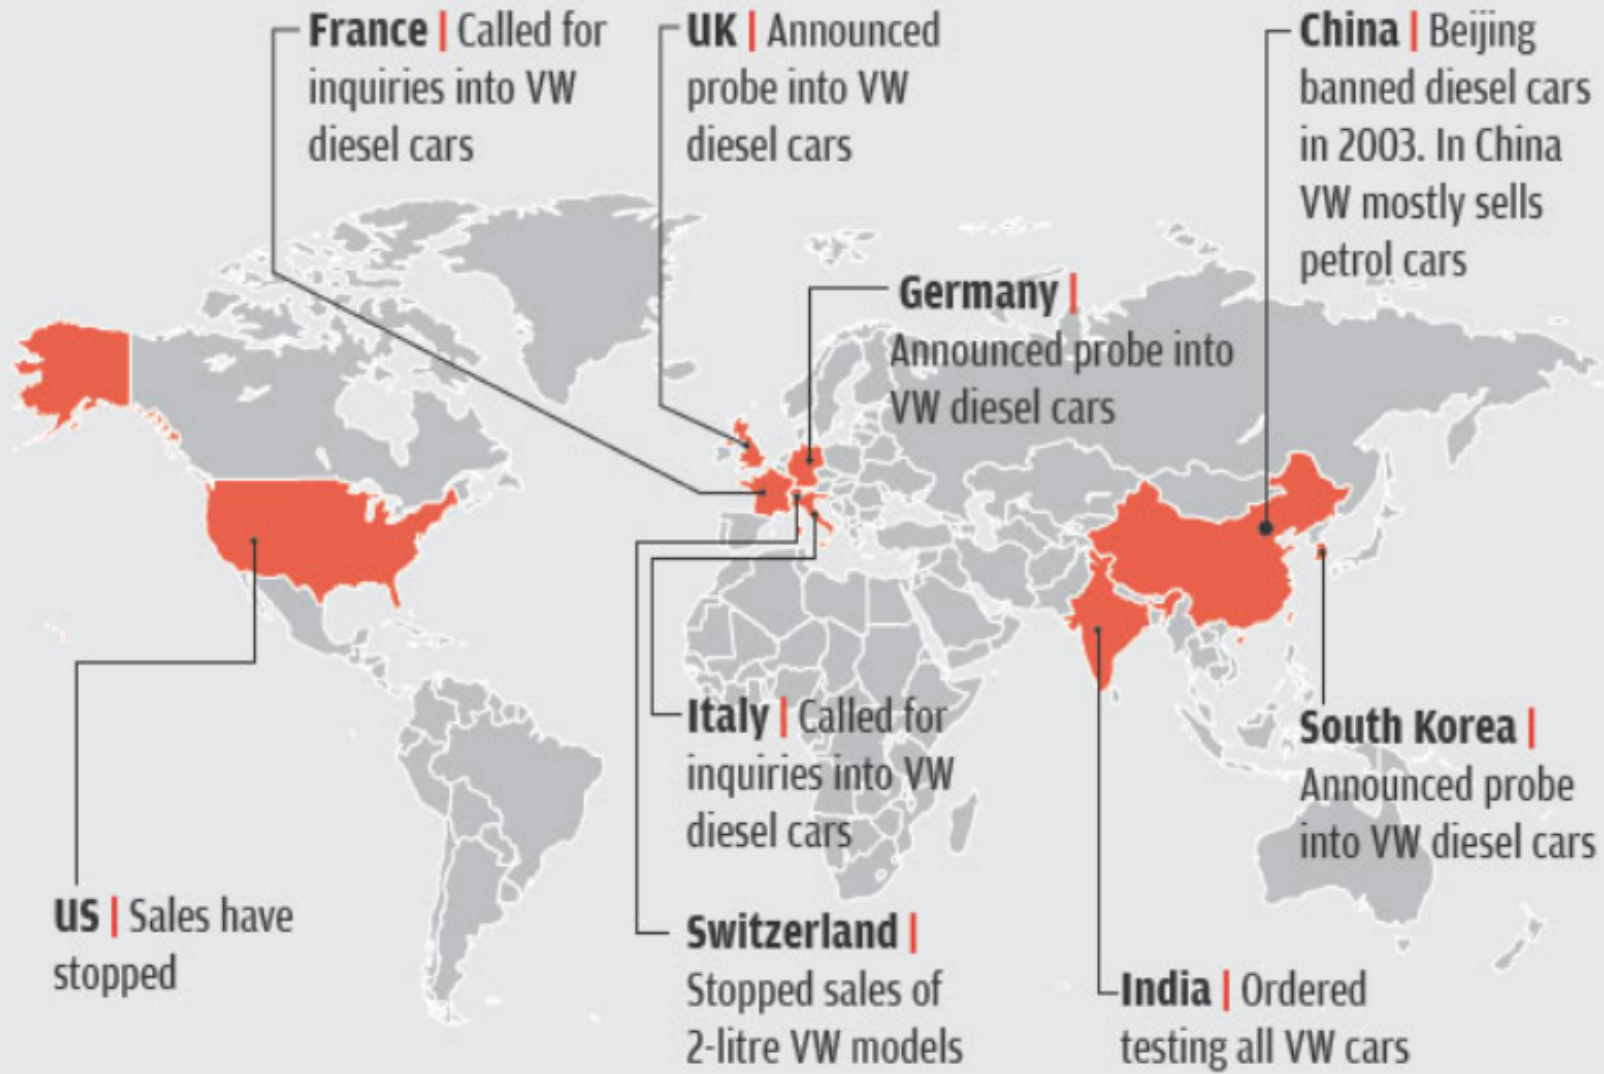 France | Called for
inquiries into VW
diesel cars
UK | Announced
probe into VW
diesel cars
China | Beijing
banned diesel cars
in 2003. In China
VW mostly sells
petrol cars
Germany |
Announced probe into
VW diesel cars
Italy | Called for
inquiries into VW
diesel cars
South Korea |
Announced probe
into VW diesel cars
US | Sales have
stopped
Switzerland |
Stopped sales of
2-litre VW models
India | Ordered
testing all VW cars